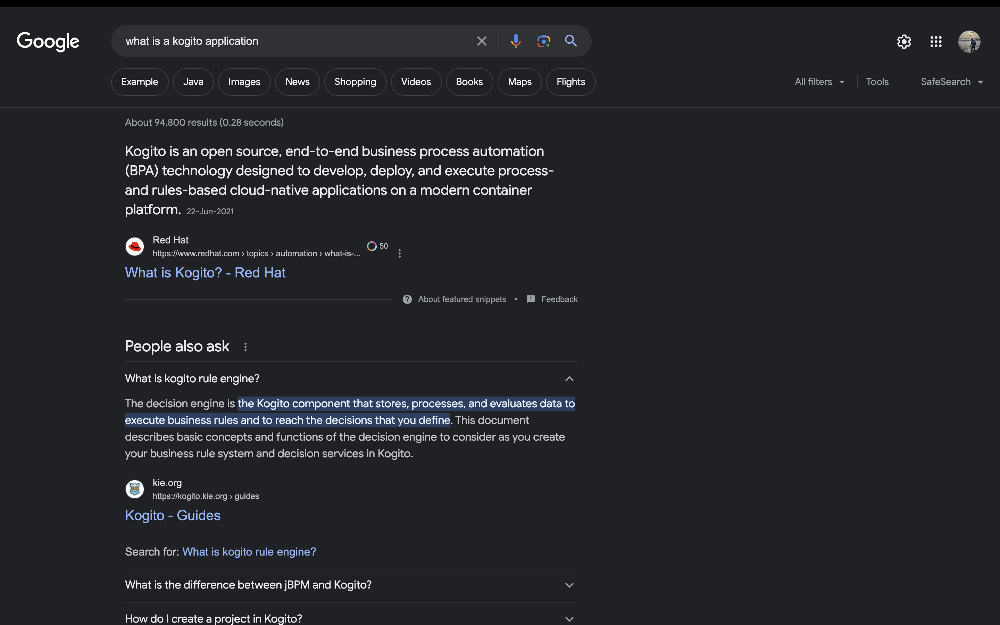 Google
what is a kogito application
Example
Java
Images
News
Shopping
Videos
Books
Maps
Flights
All filters
Tools
SafeSearch
About 94,800 results (0.28 seconds)
Kogito is an open source, end-to-end business process automation
(BPA) technology designed to develop, deploy, and execute process-
and rules-based cloud-native applications on a modern container
platform. 22-Jun-2021
Red Hat
https://www.redhat.com › topics › automation › what-is-...
50
What is Kogito? - Red Hat
About featured snippets • Feedback
People also ask
What is kogito rule engine?
The decision engine is the Kogito component that stores, processes, and evaluates data to
execute business rules and to reach the decisions that you define. This document
describes basic concepts and functions of the decision engine to consider as you create
your business rule system and decision services in Kogito.
kie.org
https://kogito.kie.org › guides
Kogito - Guides
Search for: What is kogito rule engine?
What is the difference between jBPM and Kogito?
How do I create a project in Kogito?